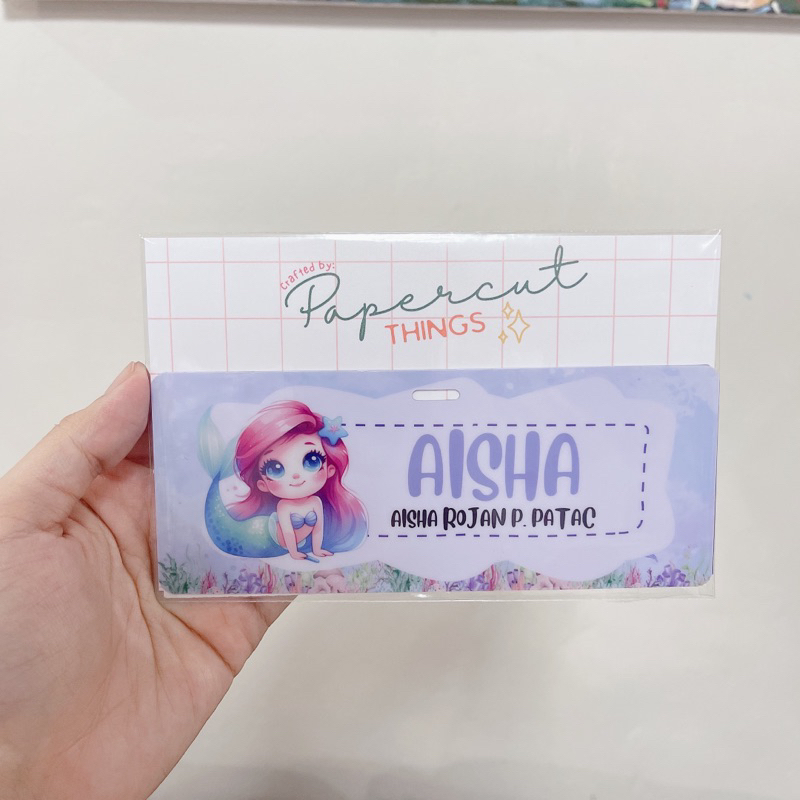 crafted by:
Papercut
THINGS
AISHA
AISHA ROJAN P. PATAC